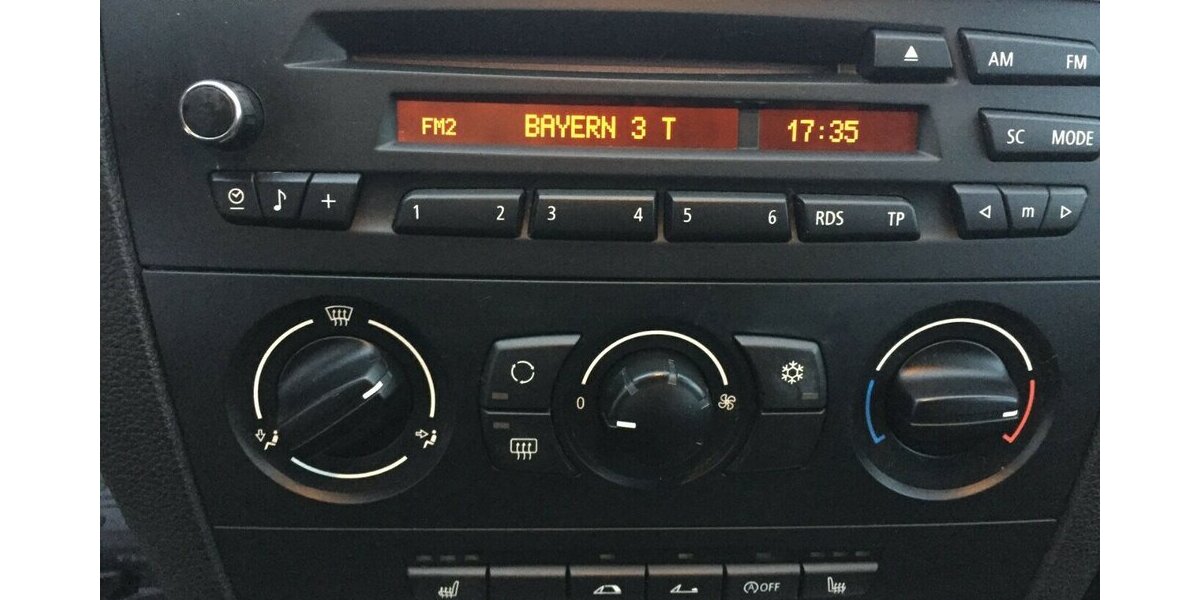 AM FM
FM2 BAYERN 3 T 17:35
SC MODE
1 2 3 4 5 6 RDS TP m
+
0
A OFF